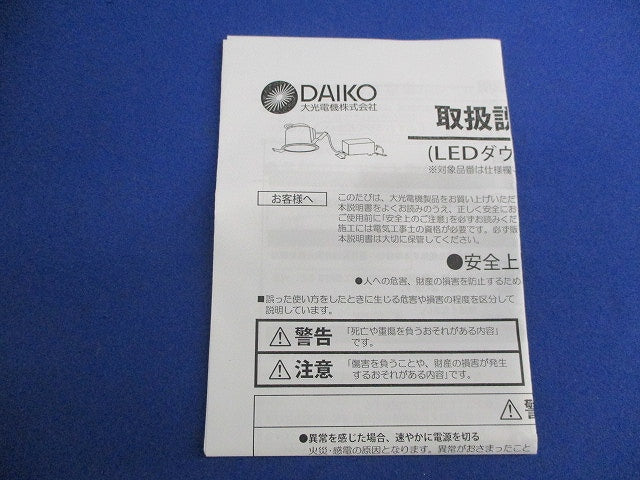 DAIKO
大光電機株式会社
取扱説
(LEDダウ
※対象品番は仕様欄
お客様へ
このたびは、大光電機製品をお買い上げいただ
本説明書をよくお読みのうえ、正しく安全にお
ご使用前に「安全上のご注意」を必ずお読みくだ
施工には電気工事士の資格が必要です。必ず販
本説明書は大切に保管してください。
●安全上
●人への危害、財産の損害を防止するため
■誤った使い方をしたときに生じる危害や損害の程度を区分して
説明しています。
警告
「死亡や重傷を負うおそれがある内容」
です。
注意
「傷害を負うことや、財産の損害が発生
するおそれがある内容」です。
警
●異常を感じた場合、速やかに電源を切る
火災・感電の原因となります。異常がおさまったこと